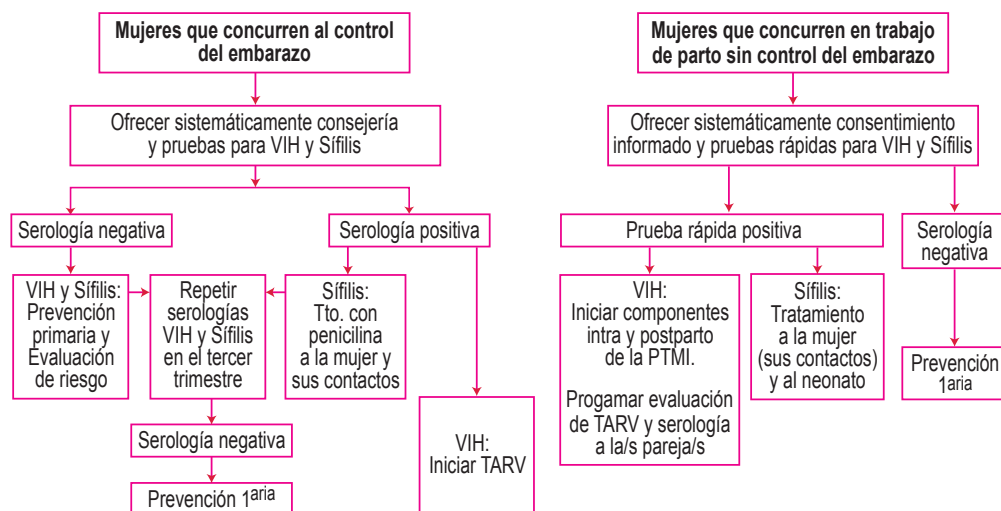 Mujeres que concurren al control
del embarazo
Ofrecer sistemáticamente consejería
y pruebas para VIH y Sífilis
Serología negativa
Serología positiva
VIH y Sífilis:
Prevención
primaria y
Evaluación
de riesgo
Repetir
serologías
VIH y Sífilis
en el tercer
trimestre
Sífilis:
Tto. con
penicilina
a la mujer y
sus contactos
Serología negativa
Prevención 1aria
VIH:
Iniciar TARV
Mujeres que concurren en trabajo
de parto sin control del embarazo
Ofrecer sistemáticamente consentimiento
informado y pruebas rápidas para VIH y Sífilis
Prueba rápida positiva
Serología
negativa
VIH:
Iniciar componentes
intra y postparto
de la PTMI.
Progamar evaluación
de TARV y serología
a la/s pareja/s
Sífilis:
Tratamiento
a la mujer
(sus contactos)
y al neonato
Prevención
1aria